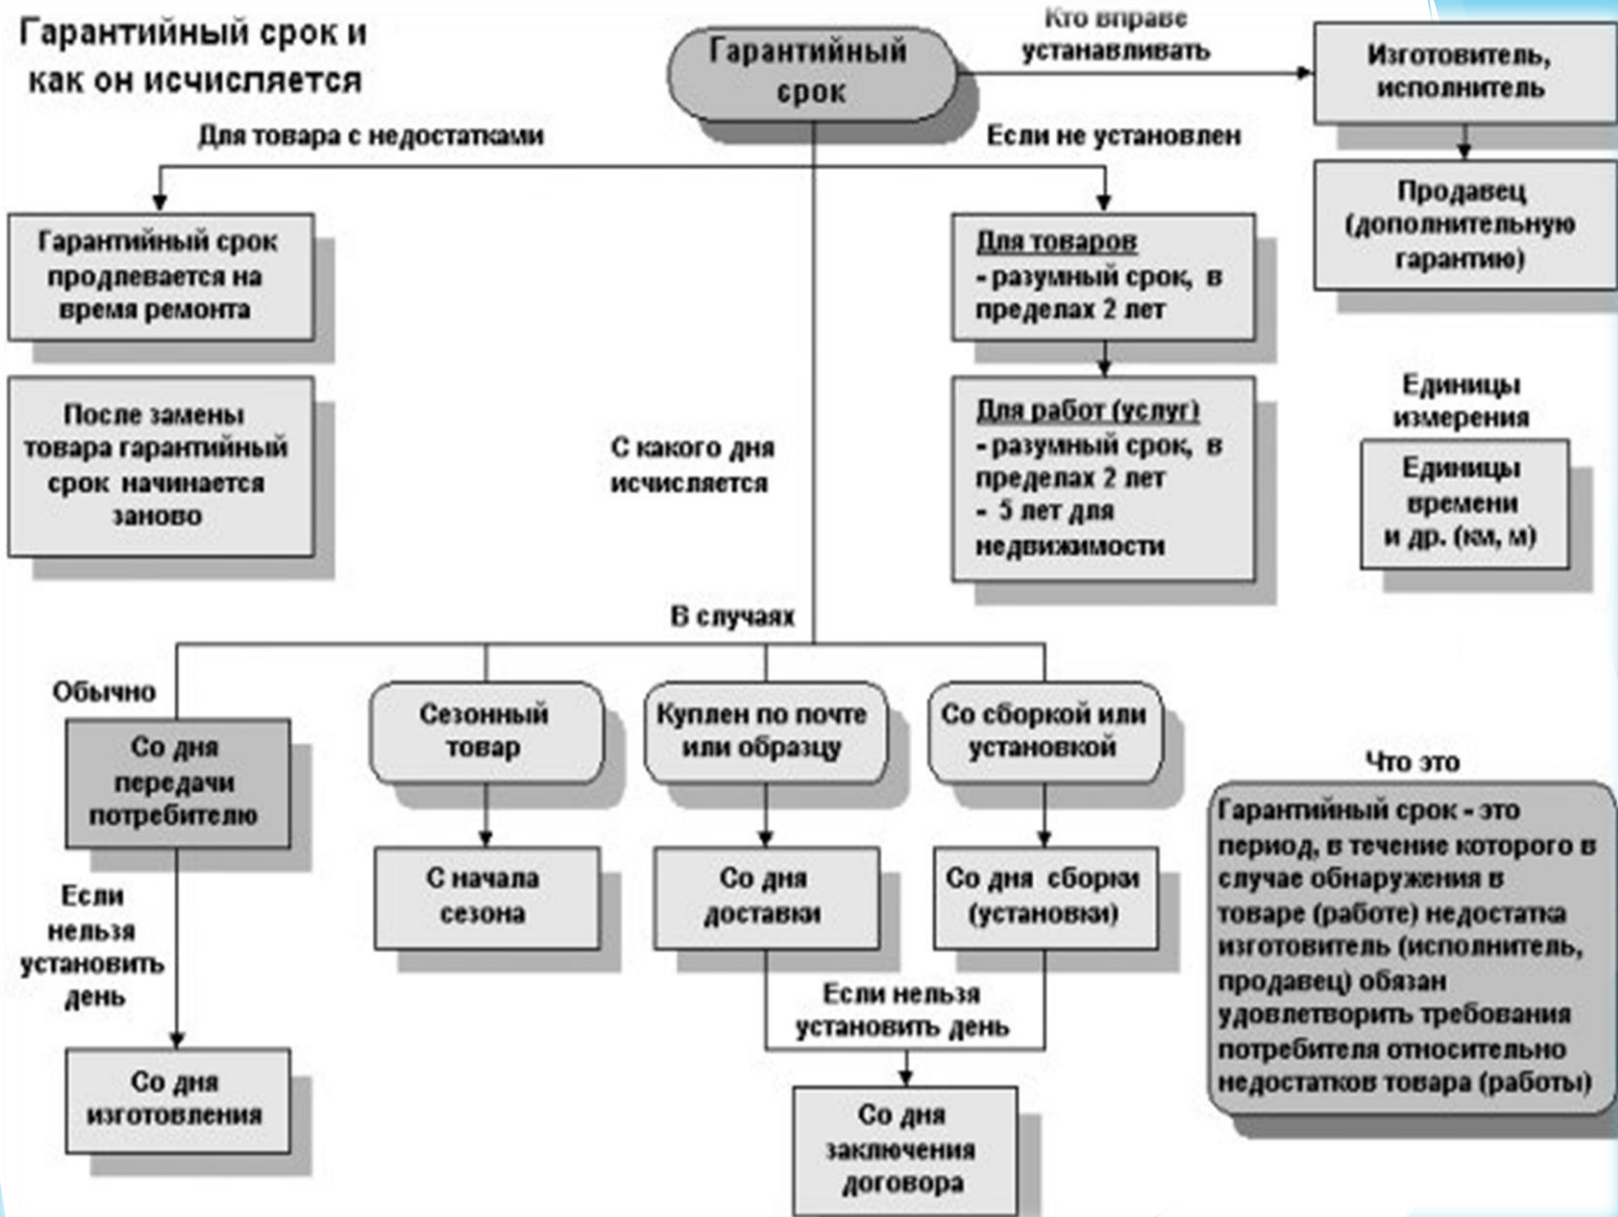 Гарантийный срок и
как он исчисляется
Гарантийный
срок
Кто вправе
устанавливать
Изготовитель,
исполнитель
Продавец
(дополнительную
гарантию)
Для товара с недостатками
Гарантийный срок
продлевается на
время ремонта
После замены
товара гарантийный
срок начинается
заново
Если не установлен
Для товаров
- разумный срок, в
пределах 2 лет
Для работ (услуг)
- разумный срок, в
пределах 2 лет
- 5 лет для
недвижимости
Единицы
измерения
Единицы
времени
и др. (км, м)
С какого дня
исчисляется
В случаях
Обычно
Со дня
передачи
потребителю
Если
нельзя
установить
день
Со дня
изготовления
Сезонный
товар
С начала
сезона
Куплен по почте
или образцу
Со дня
доставки
Со сборкой или
установкой
Со дня сборки
(установки)
Если нельзя
установить день
Со дня
заключения
договора
Что это
Гарантийный срок - это
период, в течение которого в
случае обнаружения в
товаре (работе) недостатка
изготовитель (исполнитель,
продавец) обязан
удовлетворить требования
потребителя относительно
недостатков товара (работы)